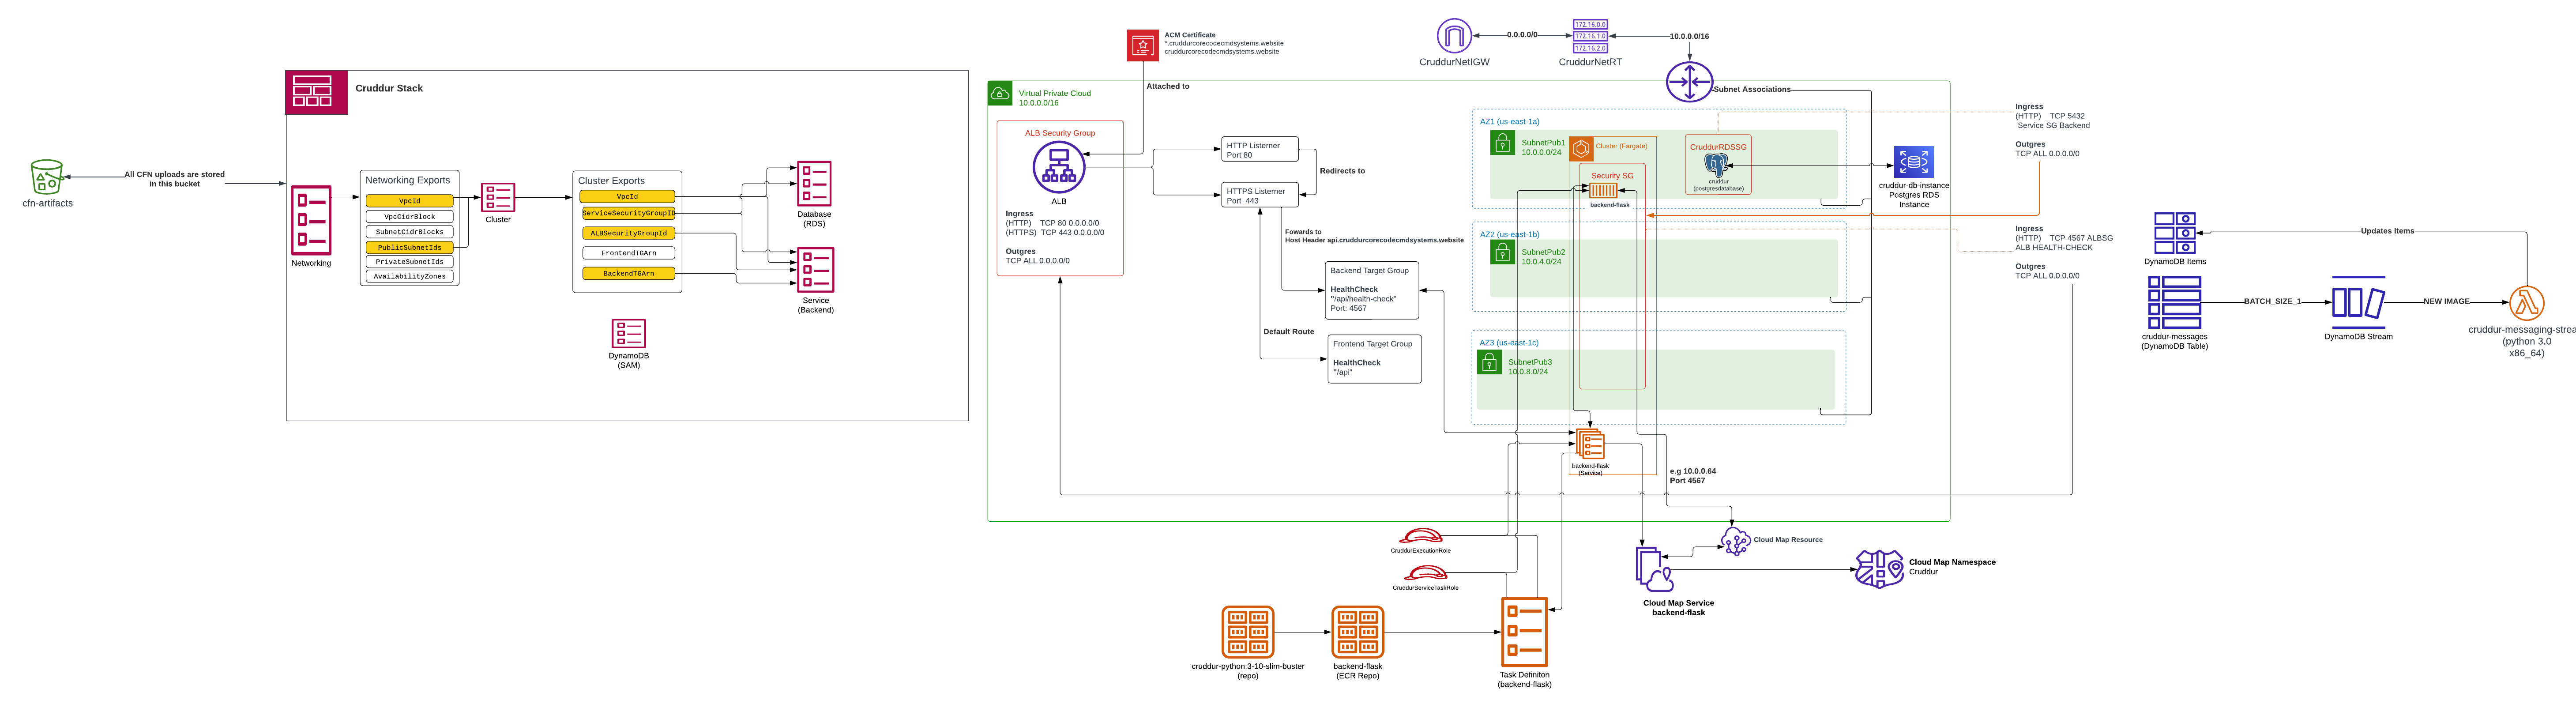 cfn-artifacts
All CFN uploads are stored
in this bucket
Cruddur Stack
Networking
Networking Exports
VpcId
VpcCidrBlock
SubnetCidrBlocks
PublicSubnetIds
PrivateSubnetIds
AvailabilityZones
Cluster
Cluster Exports
VpcId
ServiceSecurityGroupID
ALBSecurityGroupId
FrontendTGArn
BackendTGArn
Database
(RDS)
Service
(Backend)
DynamoDB
(SAM)
ACM Certificate
*.cruddurcorecodecmdsystems.website
cruddurcorecodecmdsystems.website
Attached to
CruddurNetIGW
0.0.0.0/0
172.16.0.0
172.16.1.0
172.16.2.0
CruddurNetRT
10.0.0.0/16
Subnet Associations
Virtual Private Cloud
10.0.0.0/16
ALB Security Group
ALB
Ingress
(HTTP) TCP 80 0.0.0.0/0
(HTTPS) TCP 443 0.0.0.0/0
Outgres
TCP ALL 0.0.0.0/0
HTTP Listerner
Port 80
HTTPS Listerner
Port 443
Redirects to
Fowards to
Host Header api.cruddurcorecodecmdsystems.website
Backend Target Group
HealthCheck
"/api/health-check"
Port: 4567
Default Route
Frontend Target Group
HealthCheck
"/api"
AZ1 (us-east-1a)
SubnetPub1
10.0.0.0/24
Cluster (Fargate)
Security SG
backend-flask
CruddurRDSSG
cruddur
(postgresdatabase)
AZ2 (us-east-1b)
SubnetPub2
10.0.4.0/24
AZ3 (us-east-1c)
SubnetPub3
10.0.8.0/24
backend-flask
(Service)
e.g 10.0.0.64
Port 4567
cruddur-db-instance
Postgres RDS
Instance
Ingress
(HTTP) TCP 5432
Service SG Backend
Outgres
TCP ALL 0.0.0.0/0
Ingress
(HTTP) TCP 4567 ALBSG
ALB HEALTH-CHECK
Outgres
TCP ALL 0.0.0.0/0
DynamoDB Items
Updates Items
cruddur-messages
(DynamoDB Table)
BATCH_SIZE_1
DynamoDB Stream
NEW IMAGE
cruddur-messaging-strea
(python 3.0
x86_64)
CruddurExecutionRole
CruddurServiceTaskRole
cruddur-python:3-10-slim-buster
(repo)
backend-flask
(ECR Repo)
Task Definiton
(backend-flask)
Cloud Map Resource
Cloud Map Service
backend-flask
Cloud Map Namespace
Cruddur